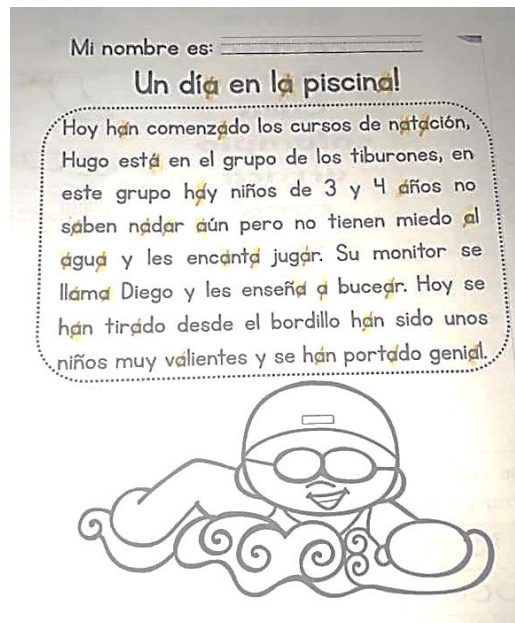 Mi nombre es:
Un día en la piscina!
Hoy han comenzado los cursos de natación,
Hugo está en el grupo de los tiburones, en
este grupo hay niños de 3 y 4 años no
saben nadar aún pero no tienen miedo al
agua y les encanta jugar. Su monitor se
llama Diego y les enseña a bucear. Hoy se
han tirado desde el bordillo han sido unos
niños muy valientes y se han portado genial.